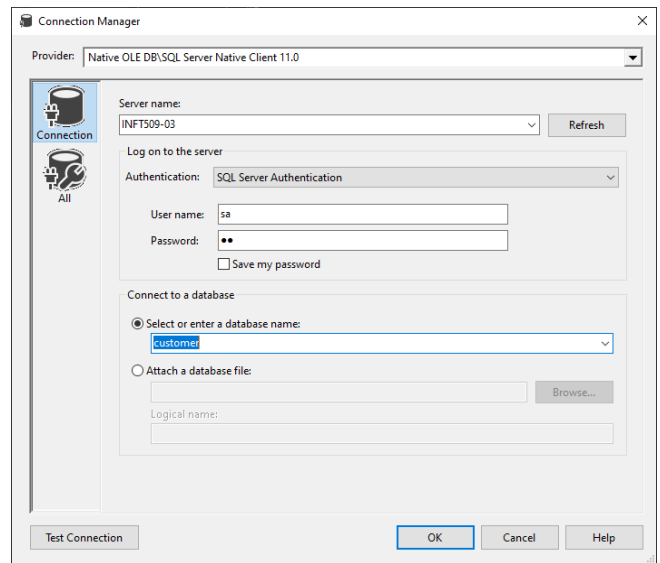 Connection Manager
Provider: Native OLE DB\SQL Server Native Client 11.0
Connection
All
Server name:
INFT509-03 Refresh
Log on to the server
Authentication: SQL Server Authentication
User name: sa
Password: ●●
Save my password
Connect to a database
Select or enter a database name:
customer
Attach a database file:
Browse...
Logical name:
Test Connection OK Cancel Help